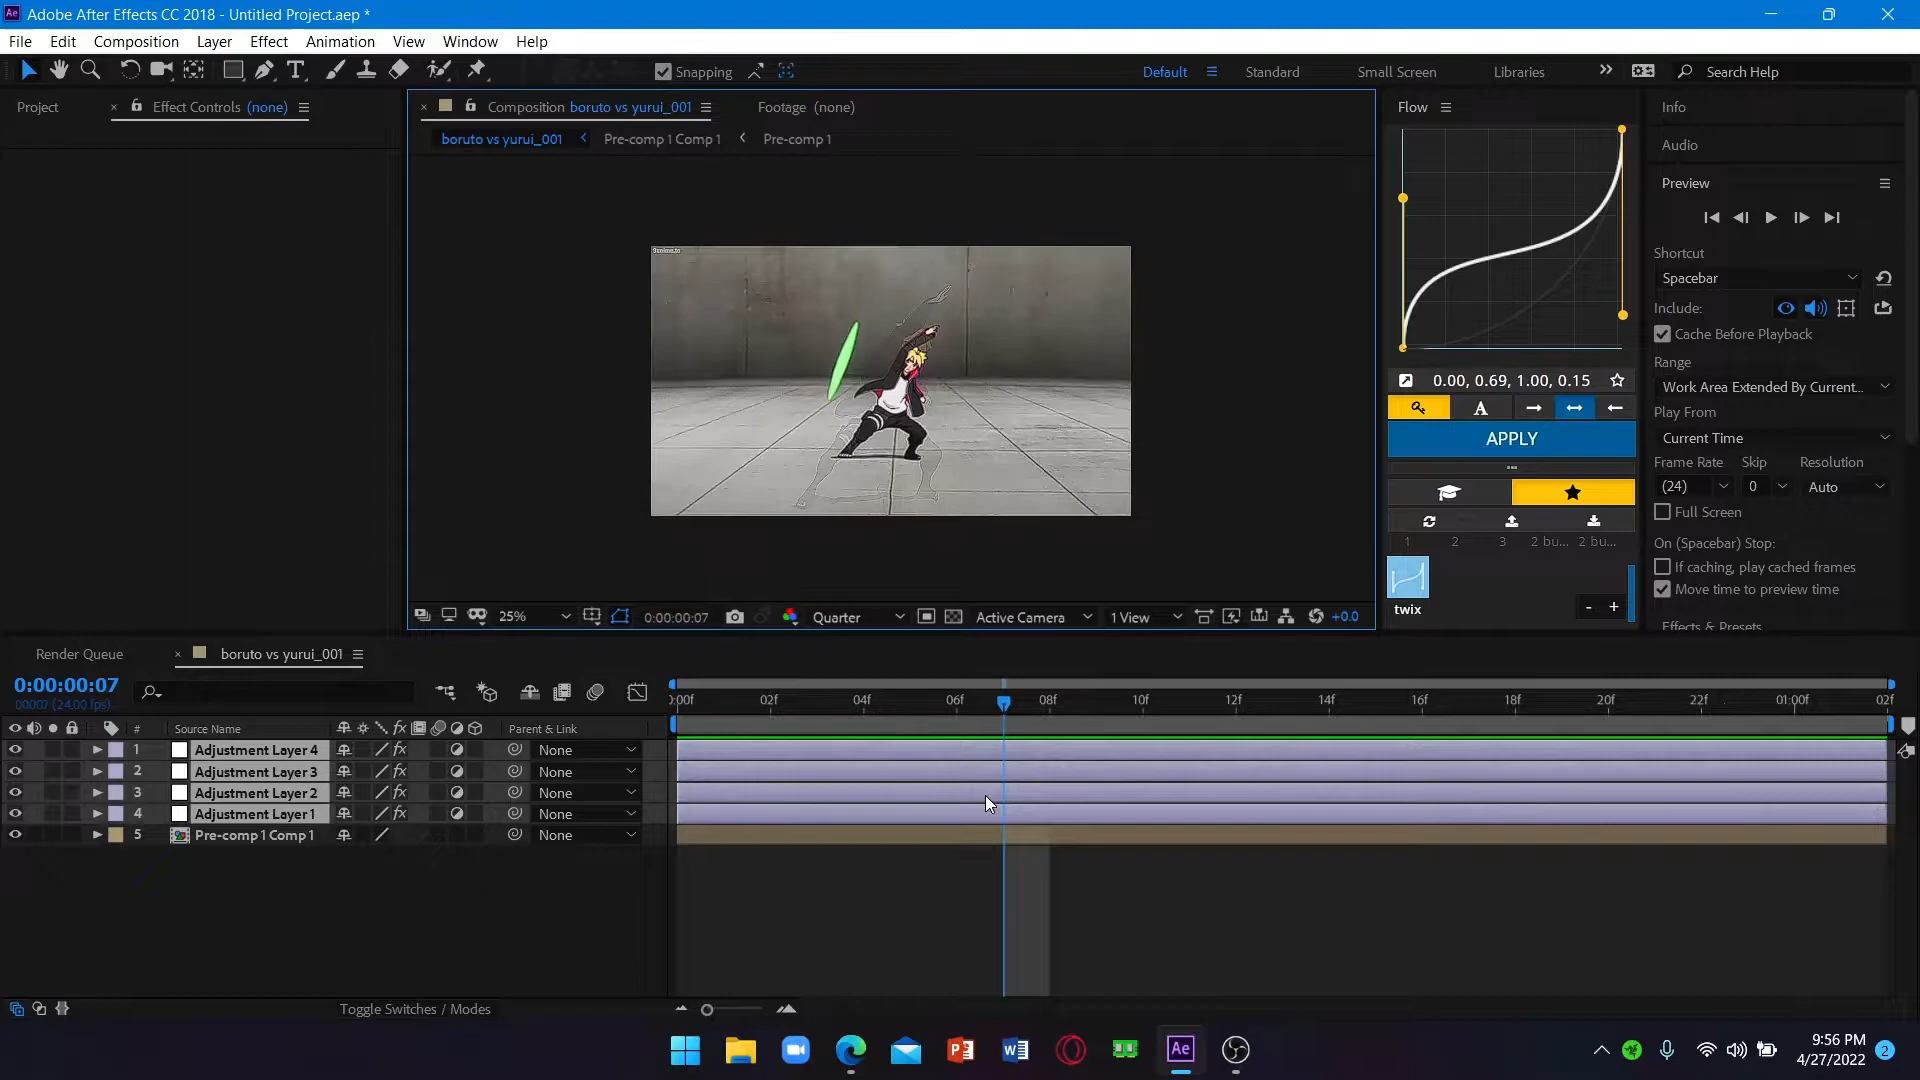 Adobe After Effects CC 2018 - Untitled Project.aep *
File Edit Composition Layer Effect Animation View Window Help
Snapping
Default Standard Small Screen Libraries Search Help
Project Effect Controls (none)
Composition boruto vs yurui_001 Footage (none)
boruto vs yurui_001 Pre-comp 1 Comp 1 Pre-comp 1
Flow
0.00, 0.69, 1.00, 0.15
A
APPLY
1 2 3 2 bu... 2 bu...
twix
- +
Info
Audio
Preview
Shortcut
Spacebar
Include:
Cache Before Playback
Range
Work Area Extended By Current...
Play From
Current Time
Frame Rate Skip Resolution
(24) 0 Auto
Full Screen
On (Spacebar) Stop:
If caching, play cached frames
Move time to preview time
Effects & Presets
25% 0:00:00:07 Quarter Active Camera 1 View +0.0
Render Queue boruto vs yurui_001
0:00:00:07
00007 (24.00 fps)
:00f 02f 04f 06f 08f 10f 12f 14f 16f 18f 20f 22f 01:00f 02f
# Source Name Parent & Link
1 Adjustment Layer 4 fx None
2 Adjustment Layer 3 fx None
3 Adjustment Layer 2 fx None
4 Adjustment Layer 1 fx None
5 Pre-comp 1 Comp 1 None
Toggle Switches / Modes
Ae
9:56 PM
4/27/2022
2